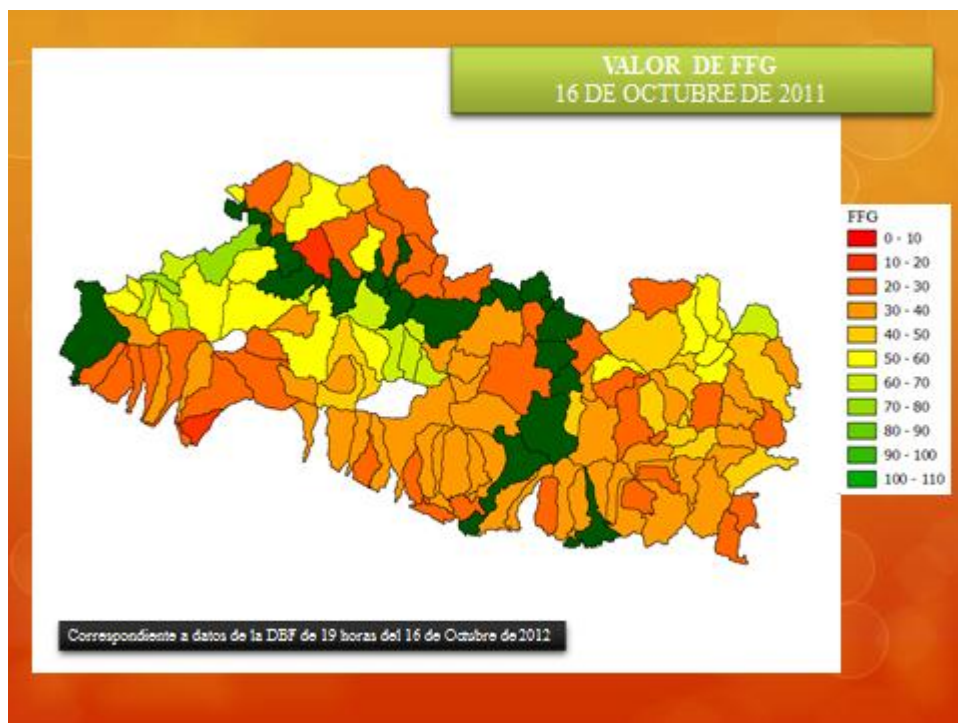 VALOR DE FFG
16 DE OCTUBRE DE 2011
FFG
0 - 10
10 - 20
20 - 30
30 - 40
40 - 50
50 - 60
60 - 70
70 - 80
80 - 90
90 - 100
100 - 110
Correspondiente a datos de la DBF de 19 horas del 16 de Octubre de 2012